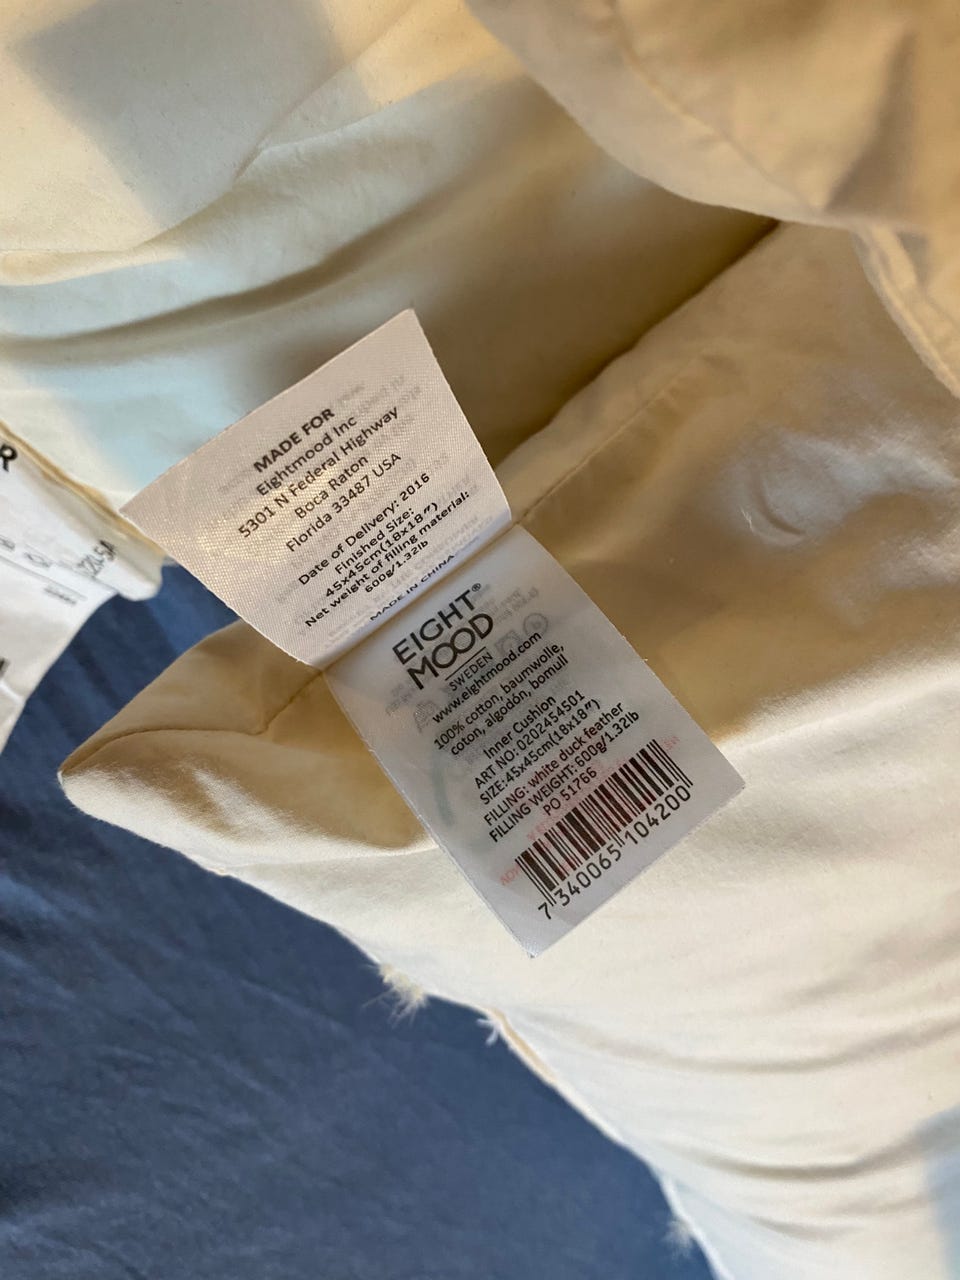 MADE FOR
Eightmood Inc
5301 N Federal Highway
Boca Raton
Florida 33487 USA
Date of Delivery: 2016
Finished Size:
45x45cm(18x18")
Net weight of filling material:
600g/1.32lb
MADE IN CHINA
EIGHT®
MOOD
SWEDEN
www.eightmood.com
100% cotton, baumwolle,
coton, algodón, bomull
Inner Cushion
ART NO: 0202454501
SIZE:45x45cm(18x18")
FILLING: white duck feather
FILLING WEIGHT:600g/1.32lb
PO 51766
7 340065 104200
R